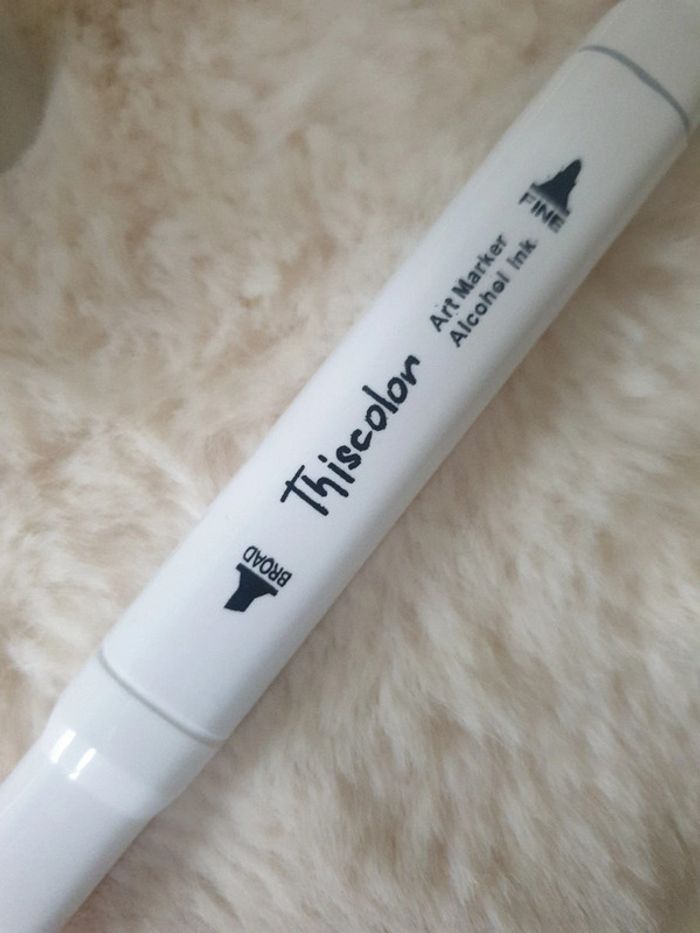 BROAD
Thiscolor
Art Marker
Alcohol Ink
FINE